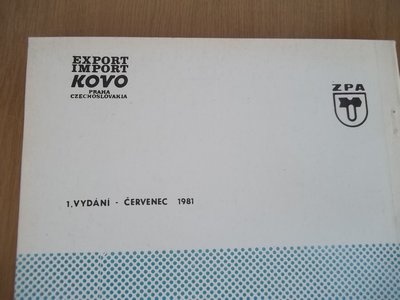 EXPORT
IMPORT
KOVO
PRAHA
CZECHOSLOVAKIA
ZPA
1. VYDÁNÍ - ČERVENEC 1981